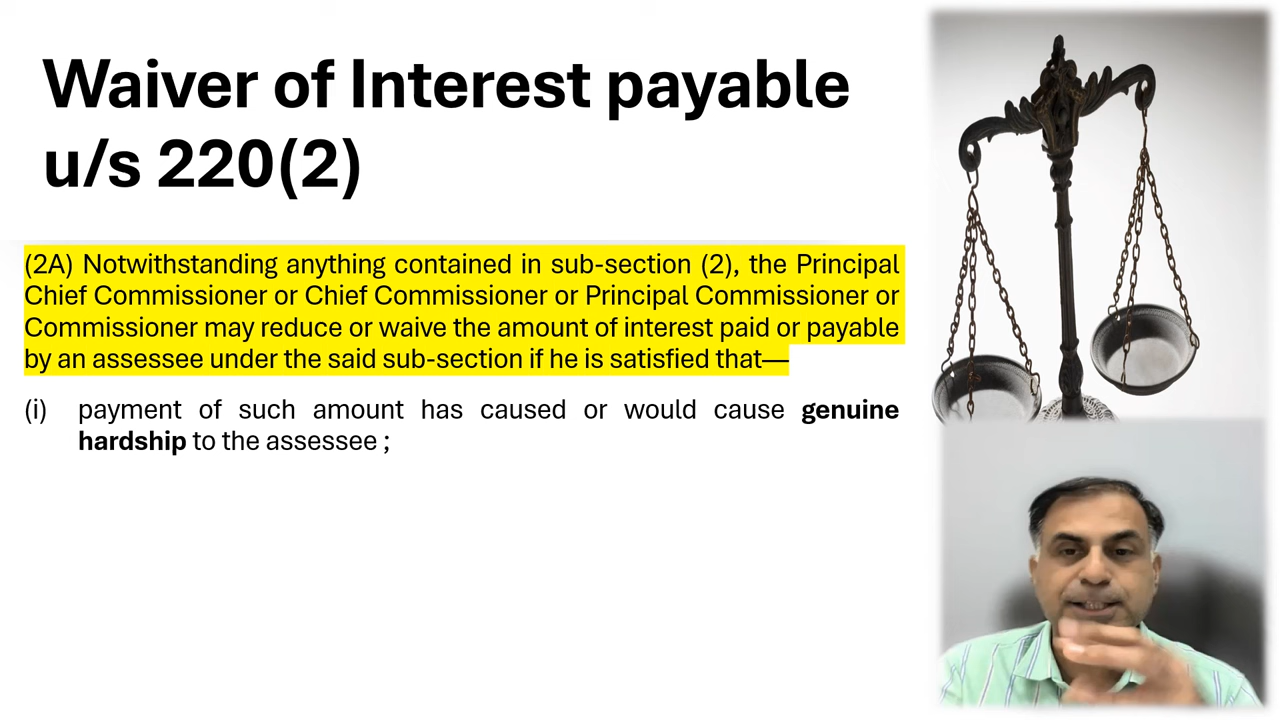 Waiver of Interest payable
u/s 220(2)
(2A) Notwithstanding anything contained in sub-section (2), the Principal
Chief Commissioner or Chief Commissioner or Principal Commissioner or
Commissioner may reduce or waive the amount of interest paid or payable
by an assessee under the said sub-section if he is satisfied that—
(i) payment of such amount has caused or would cause genuine
hardship to the assessee ;